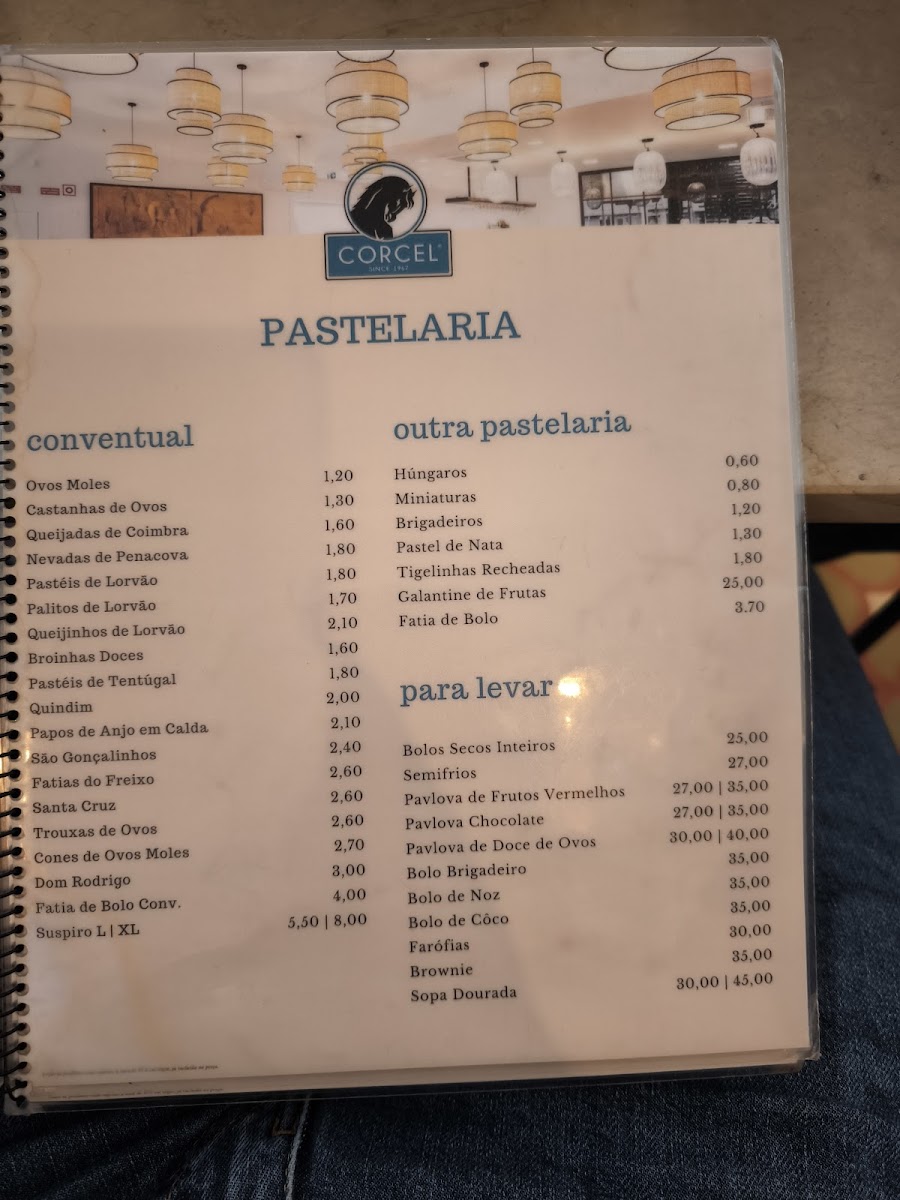 CORCEL
PASTELARIA
conventual
Ovos Moles 1,20
Castanhas de Ovos 1,30
Queijadas de Coimbra 1,60
Nevadas de Penacova 1,80
Pastéis de Lorvão 1,80
Palitos de Lorvão 1,70
Queijinhos de Lorvão 2,10
Broinhas Doces 1,60
Pastéis de Tentúgal 1,80
Quindim 2,00
Papos de Anjo em Calda 2,10
São Gonçalinhos 2,40
Fatias do Freixo 2,60
Santa Cruz 2,60
Trouxas de Ovos 2,60
Cones de Ovos Moles 2,70
Dom Rodrigo 3,00
Fatia de Bolo Conv. 4,00
Suspiro L | XL 5,50 | 8,00
outra pastelaria
Húngaros 0,60
Miniaturas 0,80
Brigadeiros 1,20
Pastel de Nata 1,30
Tigelinhas Recheadas 1,80
Galantine de Frutas 25,00
Fatia de Bolo 3.70
para levar
Bolos Secos Inteiros 25,00
Semifrios 27,00
Pavlova de Frutos Vermelhos 27,00 | 35,00
Pavlova Chocolate 27,00 | 35,00
Pavlova de Doce de Ovos 30,00 | 40,00
Bolo Brigadeiro 35,00
Bolo de Noz 35,00
Bolo de Côco 35,00
Farófias 30,00
Brownie 35,00
Sopa Dourada 30,00 | 45,00